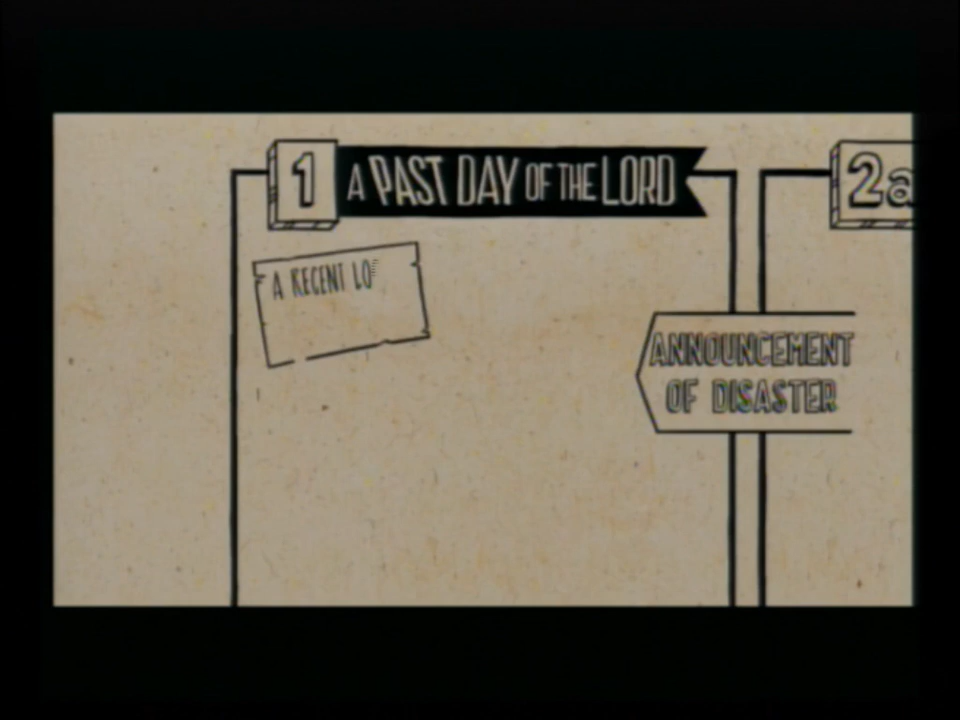 1 A PAST DAY OF THE LORD
2a
A RECENT LO
ANNOUNCEMENT
OF DISASTER